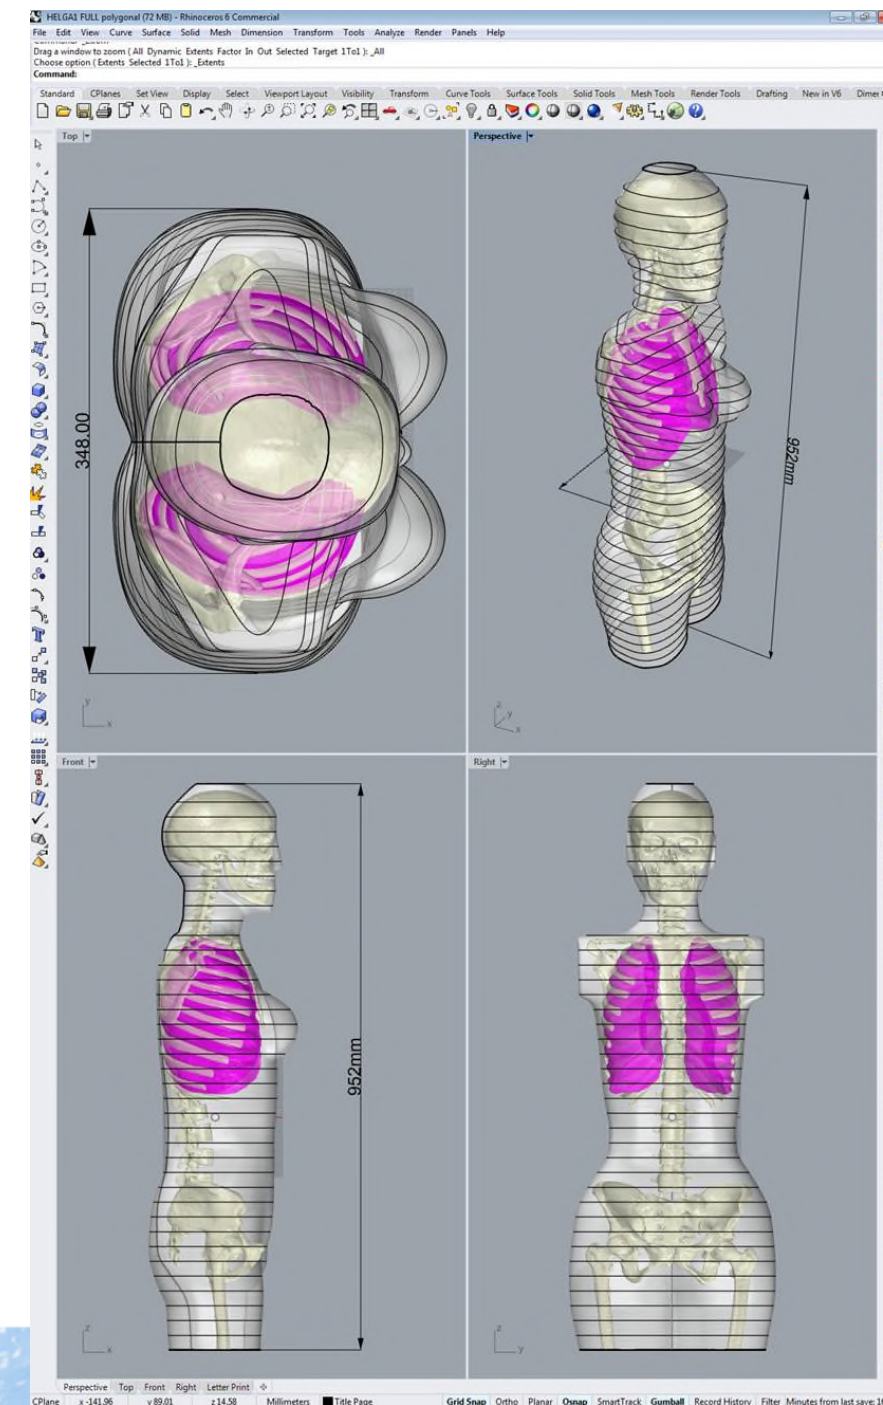 HELGA1 FULL polygonal (72 MB) - Rhinoceros 6 Commercial
File Edit View Curve Surface Solid Mesh Dimension Transform Tools Analyze Render Panels Help
Drag a window to zoom ( All Dynamic Extents Factor In Out Selected Target 1To1 ): _All
Choose option ( Extents Selected 1To1 ): _Extents
Command:
Standard CPlanes Set View Display Select Viewport Layout Visibility Transform Curve Tools Surface Tools Solid Tools Mesh Tools Render Tools Drafting New in V6
Top
Perspective
348.00
952mm
y
x
z
y
x
Front
Right
952mm
z
x
z
y
Perspective Top Front Right Letter Print
CPlane x -141.96 y 89.01 z 14.58 Millimeters Title Page Grid Snap Ortho Planar Osnap SmartTrack Gumball Record History Filter Minutes from last save: